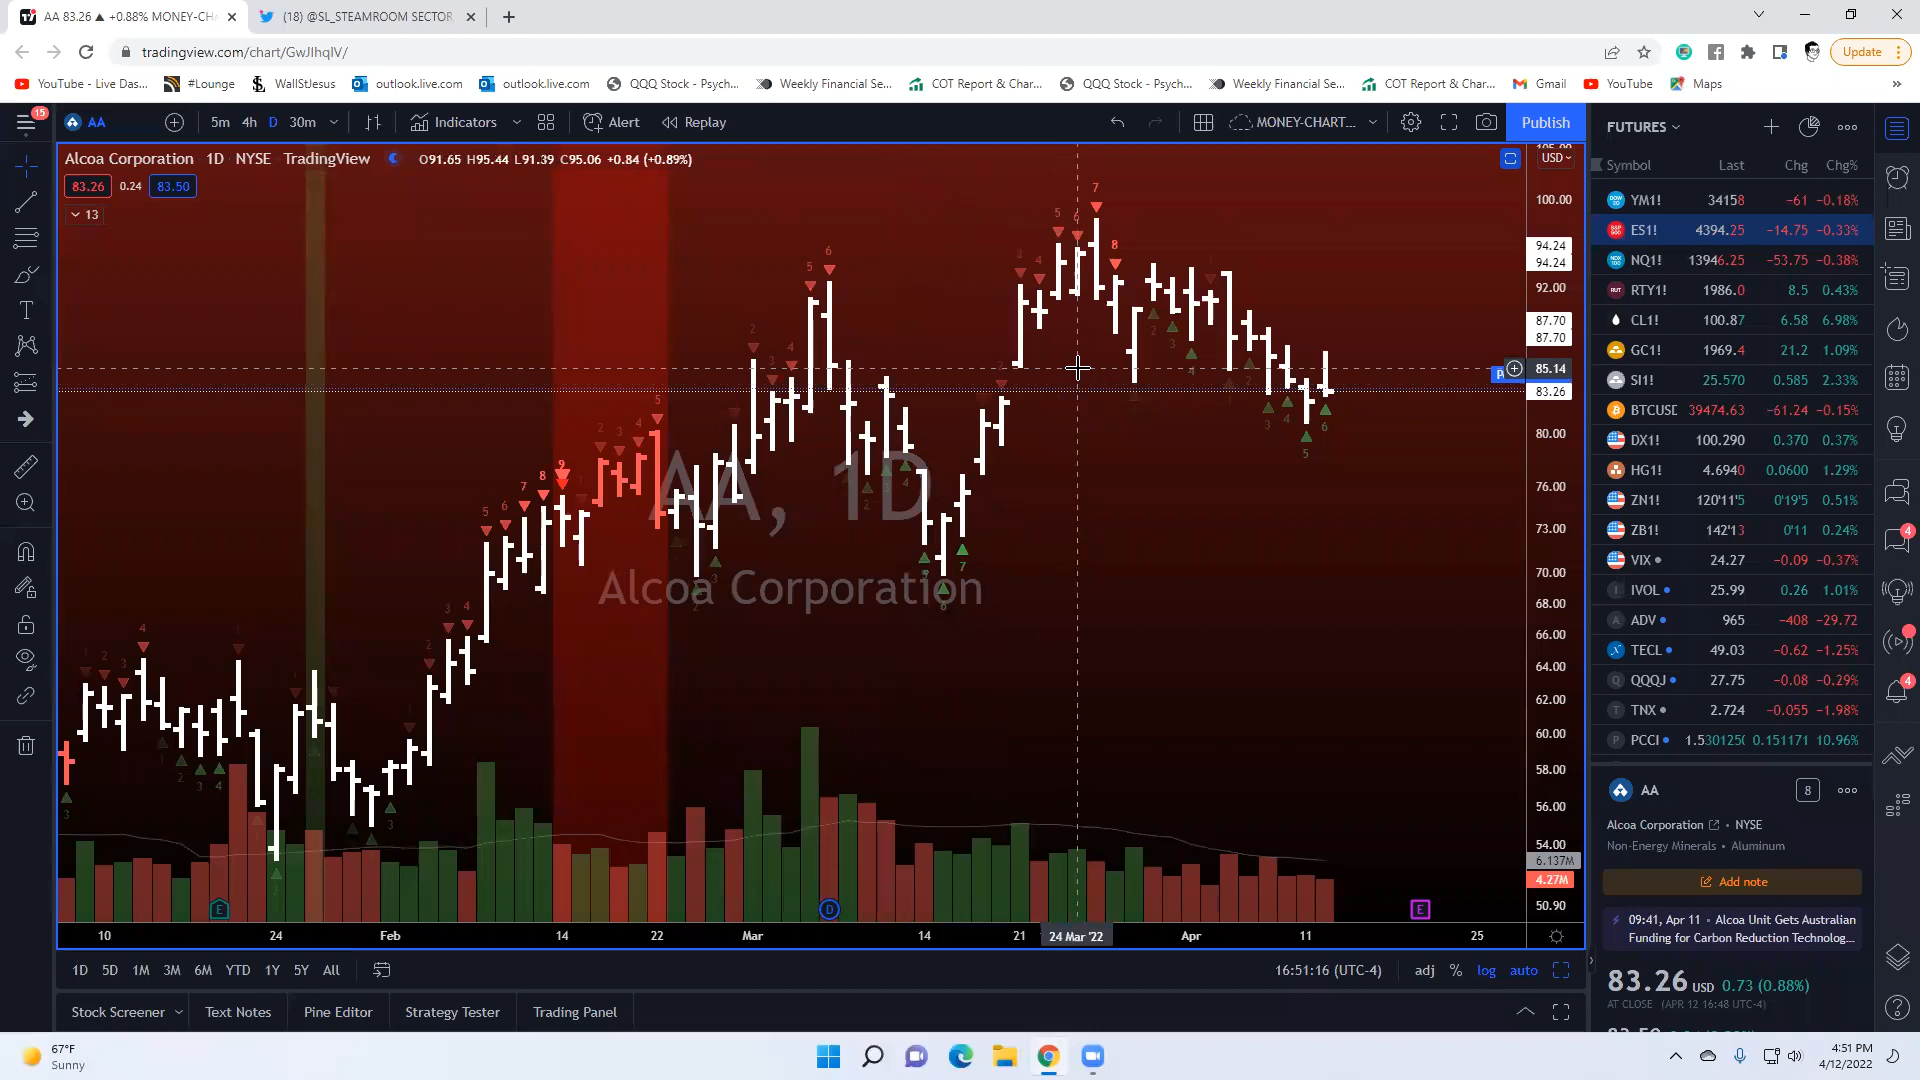 AA 83.26 ▲ +0.88% MONEY-CH
(18) @SL_STEAMROOM SECTOR
tradingview.com/chart/GwJIhqIV/
Update
YouTube - Live Das...
#Lounge
WallStJesus
outlook.live.com
outlook.live.com
QQQ Stock - Psych...
Weekly Financial Se...
COT Report & Char...
QQQ Stock - Psych...
Weekly Financial Se...
COT Report & Char...
Gmail
YouTube
Maps
15
AA
5m 4h D 30m
Indicators
Alert
Replay
MONEY-CHART...
Publish
Alcoa Corporation 1D NYSE TradingView O91.65 H95.44 L91.39 C95.06 +0.84 (+0.89%)
83.26 0.24 83.50
13
AA, 1D
Alcoa Corporation
USD
100.00
94.24
94.24
92.00
87.70
87.70
85.14
83.26
80.00
76.00
73.00
70.00
68.00
66.00
64.00
62.00
60.00
58.00
56.00
54.00
6.137M
4.27M
50.90
10 24 Feb 14 22 Mar 14 21 24 Mar '22 Apr 11 25
1D 5D 1M 3M 6M YTD 1Y 5Y All
16:51:16 (UTC-4) adj % log auto
Stock Screener Text Notes Pine Editor Strategy Tester Trading Panel
FUTURES
Symbol Last Chg Chg%
YM1! 34158 −61 −0.18%
ES1! 4394.25 −14.75 −0.33%
NQ1! 13946.25 −53.75 −0.38%
RTY1! 1986.0 8.5 0.43%
CL1! 100.87 6.58 6.98%
GC1! 1969.4 21.2 1.09%
SI1! 25.570 0.585 2.33%
BTCUSD 39474.63 −61.24 −0.15%
DX1! 100.290 0.370 0.37%
HG1! 4.6940 0.0600 1.29%
ZN1! 120'11'5 0'19'5 0.51%
ZB1! 142'13 0'11 0.24%
VIX 24.27 −0.09 −0.37%
IVOL 25.99 0.26 1.01%
ADV 965 −408 −29.72
TECL 49.03 −0.62 −1.25%
QQQJ 27.75 −0.08 −0.29%
TNX 2.724 −0.055 −1.98%
PCCI 1.530125( 0.151171 10.96%
AA 8
Alcoa Corporation • NYSE
Non-Energy Minerals • Aluminum
Add note
09:41, Apr 11 • Alcoa Unit Gets Australian
Funding for Carbon Reduction Technolog...
83.26 USD 0.73 (0.88%)
AT CLOSE (APR 12 16:48 UTC-4)
67°F
Sunny
4:51 PM
4/12/2022